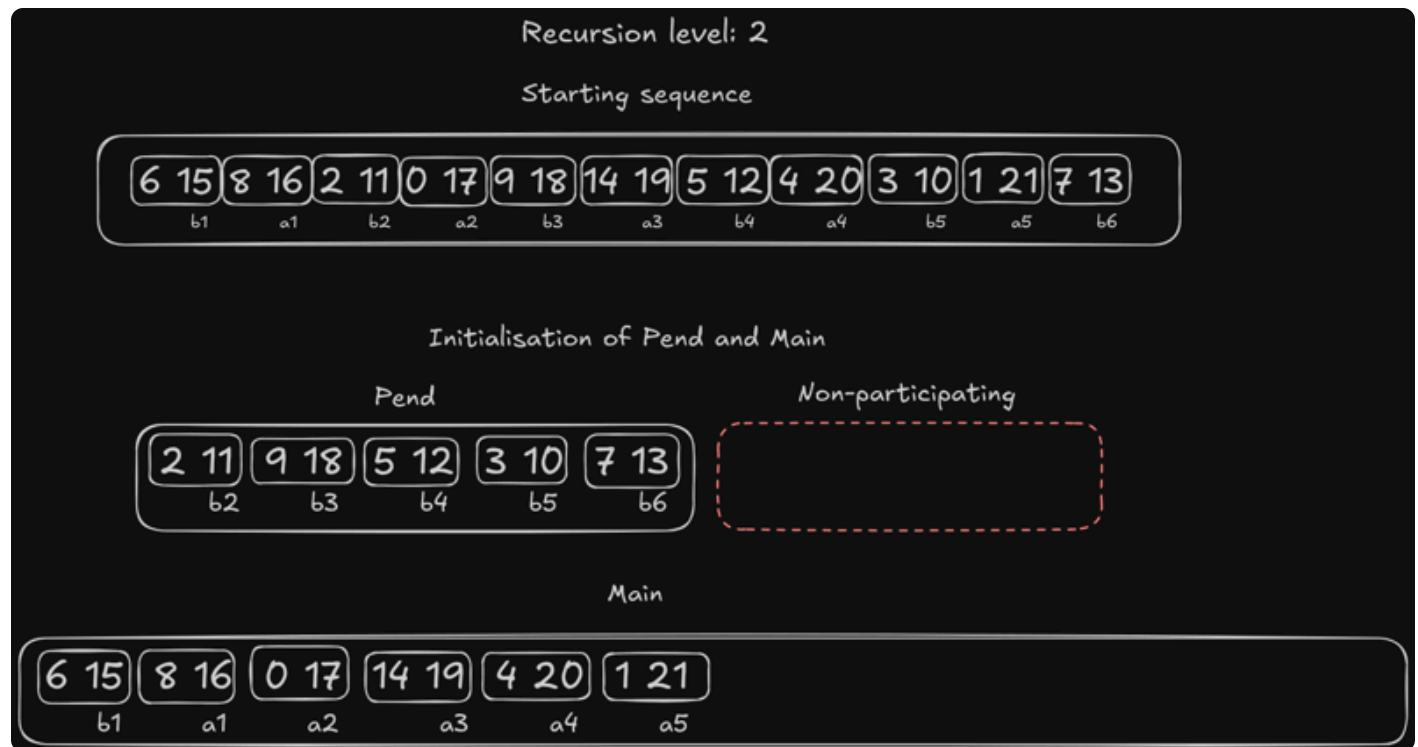 Recursion level: 2
Starting sequence
6 15 8 16 2 11 0 17 9 18 14 19 5 12 4 20 3 10 1 21 7 13
b1 a1 b2 a2 b3 a3 b4 a4 b5 a5 b6
Initialisation of Pend and Main
Pend Non-participating
2 11 9 18 5 12 3 10 7 13
b2 b3 b4 b5 b6
Main
6 15 8 16 0 17 14 19 4 20 1 21
b1 a1 a2 a3 a4 a5